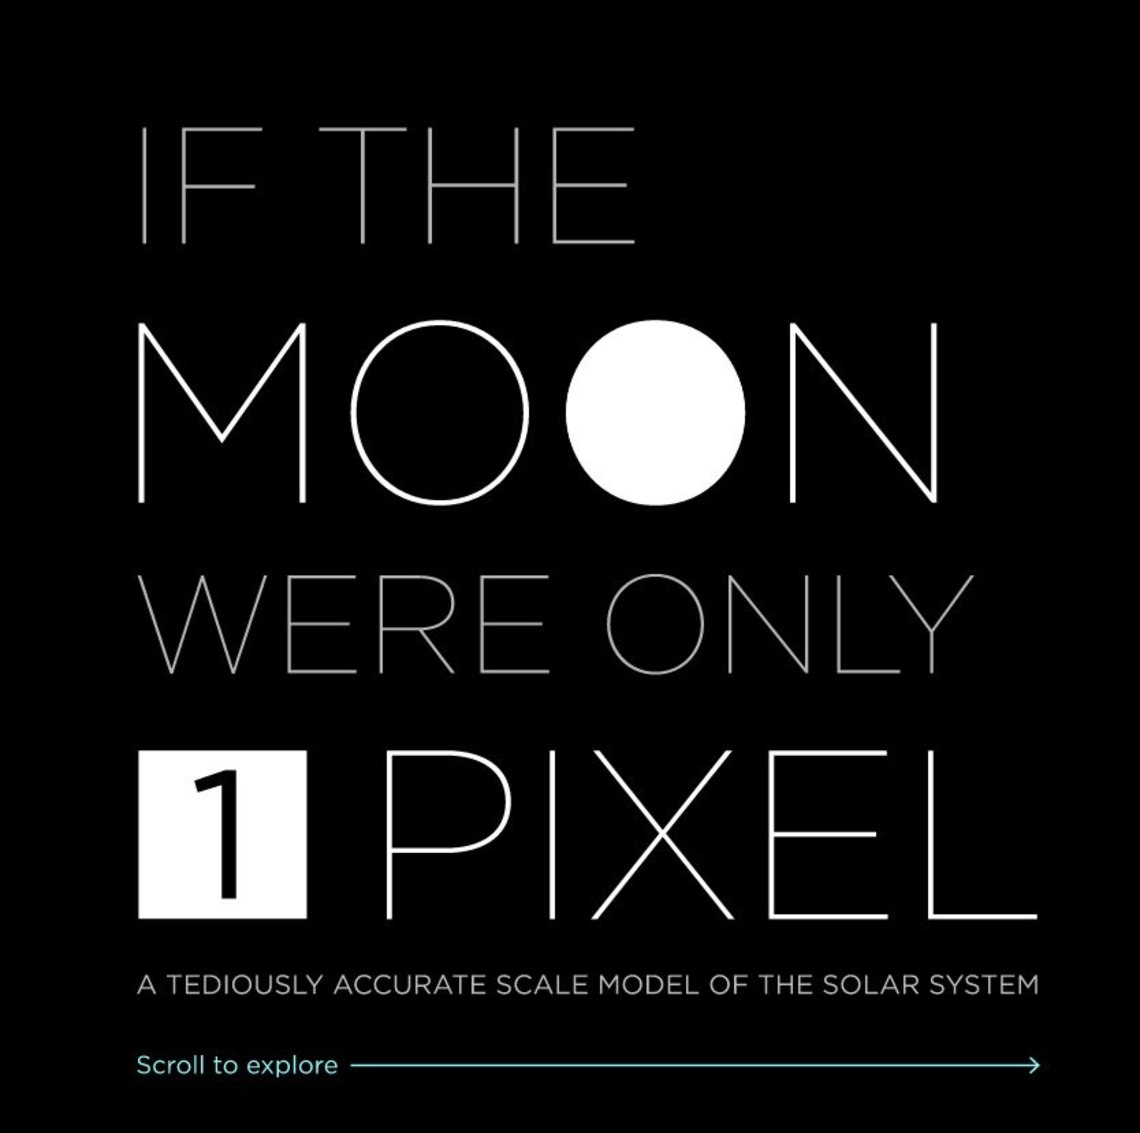 IF THE
MOON
WERE ONLY
1 PIXEL
A TEDIOUSLY ACCURATE SCALE MODEL OF THE SOLAR SYSTEM
Scroll to explore